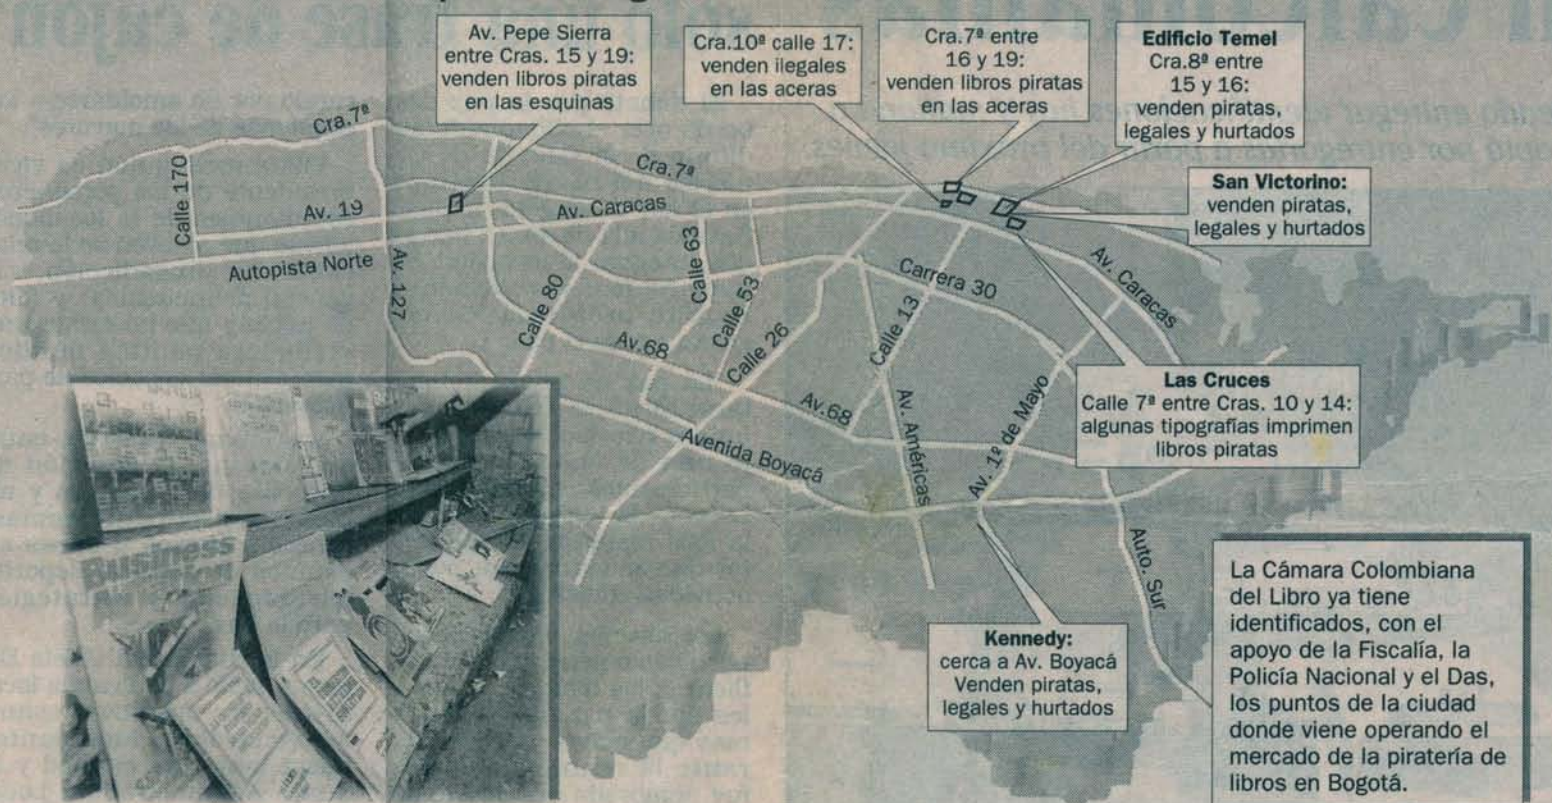 Av. Pepe Sierra
entre Cras. 15 y 19:
venden libros piratas
en las esquinas
Cra.10ª calle 17:
venden ilegales
en las aceras
Cra.7ª entre
16 y 19:
venden libros piratas
en las aceras
Edificio Temel
Cra.8ª entre
15 y 16:
venden piratas,
legales y hurtados
San Victorino:
venden piratas,
legales y hurtados
Cra.7ª
Calle 170
Av. 19
Autopista Norte
Av. 127
Cra.7ª
Av. Caracas
Calle 63
Calle 53
Calle 80
Av.68
Calle 26
Carrera 30
Calle 13
Av. Caracas
Av.68
Av. Américas
Av. 1º de Mayo
Avenida Boyacá
Auto. Sur
Las Cruces
Calle 7ª entre Cras. 10 y 14:
algunas tipografías imprimen
libros piratas
Kennedy:
cerca a Av. Boyacá
Venden piratas,
legales y hurtados
La Cámara Colombiana
del Libro ya tiene
identificados, con el
apoyo de la Fiscalía, la
Policía Nacional y el Das,
los puntos de la ciudad
donde viene operando el
mercado de la piratería de
libros en Bogotá.
Business